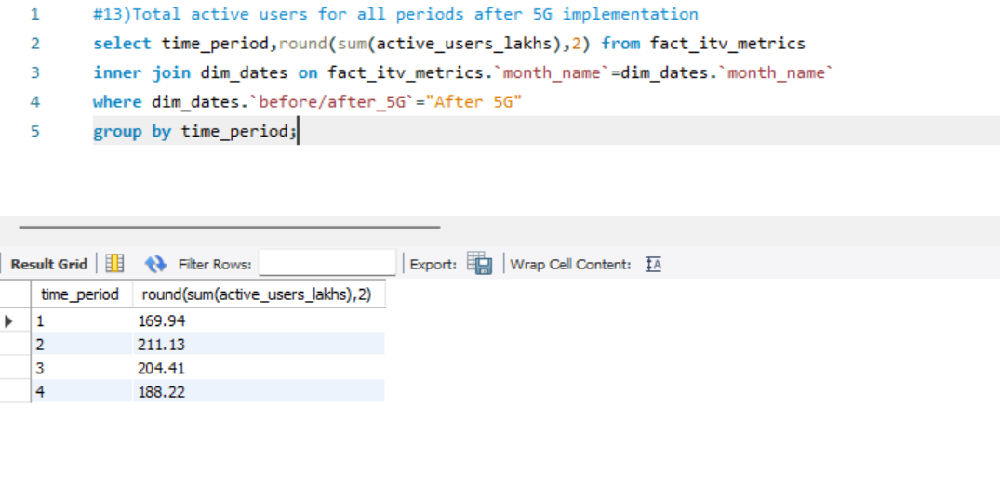 1 #13)Total active users for all periods after 5G implementation
2 select time_period,round(sum(active_users_lakhs),2) from fact_itv_metrics
3 inner join dim_dates on fact_itv_metrics.`month_name`=dim_dates.`month_name`
4 where dim_dates.`before/after_5G`="After 5G"
5 group by time_period;
Result Grid Filter Rows: Export: Wrap Cell Content: IA
time_period round(sum(active_users_lakhs),2)
1 169.94
2 211.13
3 204.41
4 188.22